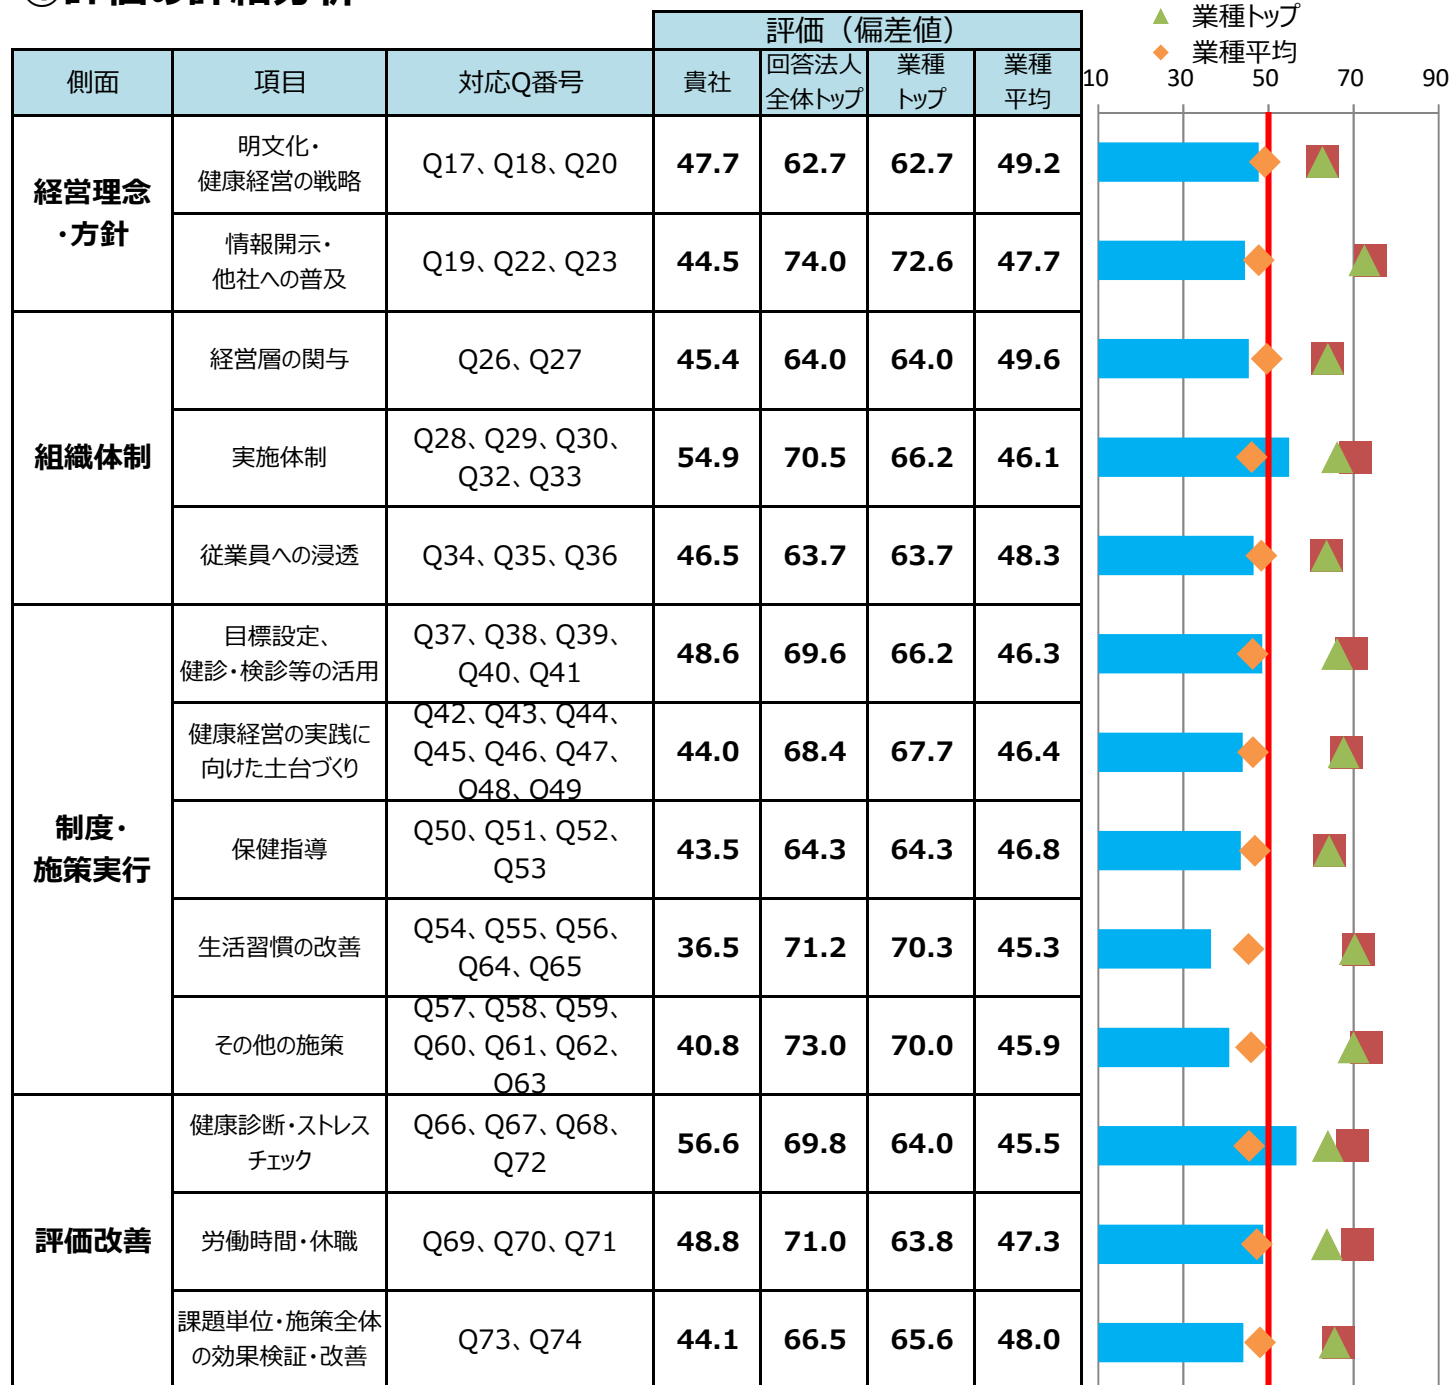 ①評価の詳細分析
▲ 業種トップ
◆ 業種平均
評価（偏差値）
側面 項目 対応Q番号 貴社 回答法人 業種 業種
全体トップ トップ 平均
10 30 50 70 90
経営理念
・方針
明文化・
健康経営の戦略
Q17、Q18、Q20 47.7 62.7 62.7 49.2
情報開示・
他社への普及
Q19、Q22、Q23 44.5 74.0 72.6 47.7
組織体制
経営層の関与 Q26、Q27 45.4 64.0 64.0 49.6
実施体制
Q28、Q29、Q30、
Q32、Q33
54.9 70.5 66.2 46.1
従業員への浸透 Q34、Q35、Q36 46.5 63.7 63.7 48.3
制度・
施策実行
目標設定、
健診・検診等の活用
Q37、Q38、Q39、
Q40、Q41
48.6 69.6 66.2 46.3
健康経営の実践に
向けた土台づくり
Q42、Q43、Q44、
Q45、Q46、Q47、
Q48、Q49
44.0 68.4 67.7 46.4
保健指導
Q50、Q51、Q52、
Q53
43.5 64.3 64.3 46.8
生活習慣の改善
Q54、Q55、Q56、
Q64、Q65
36.5 71.2 70.3 45.3
その他の施策
Q57、Q58、Q59、
Q60、Q61、Q62、
Q63
40.8 73.0 70.0 45.9
評価改善
健康診断・ストレス
チェック
Q66、Q67、Q68、
Q72
56.6 69.8 64.0 45.5
労働時間・休職 Q69、Q70、Q71 48.8 71.0 63.8 47.3
課題単位・施策全体
の効果検証・改善
Q73、Q74 44.1 66.5 65.6 48.0